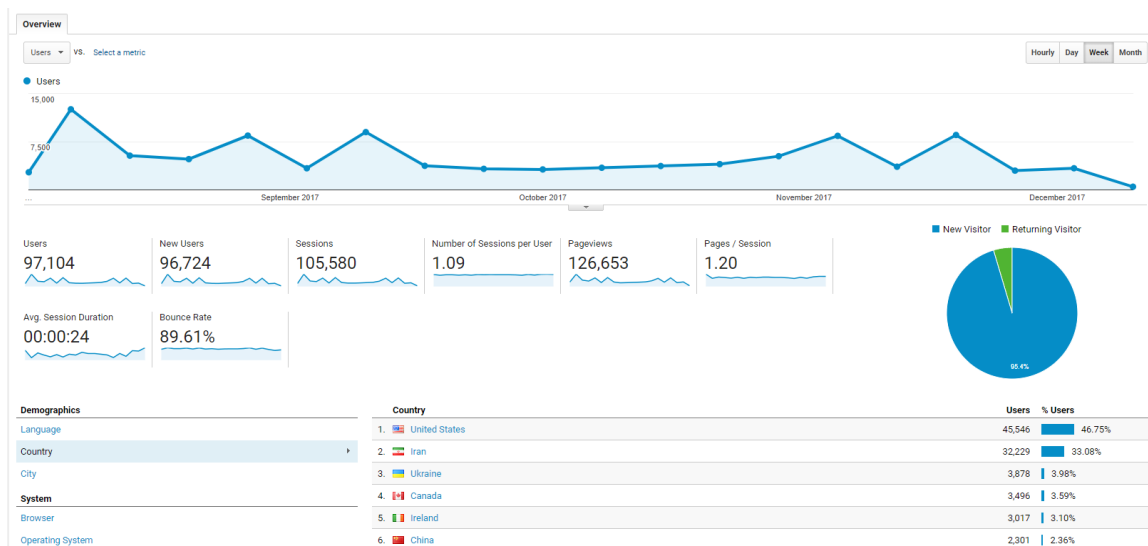 Overview
Users VS. Select a metric Hourly Day Week Month
Users
15,000
7,500
... September 2017 October 2017 November 2017 December 2017
New Visitor Returning Visitor
Users New Users Sessions Number of Sessions per User Pageviews Pages / Session
97,104 96,724 105,580 1.09 126,653 1.20
Avg. Session Duration Bounce Rate
00:00:24 89.61%
95.4%
Demographics Country Users % Users
Language 1. United States 45,546 46.75%
Country 2. Iran 32,229 33.08%
City 3. Ukraine 3,878 3.98%
System 4. Canada 3,496 3.59%
Browser 5. Ireland 3,017 3.10%
Operating System 6. China 2,301 2.36%